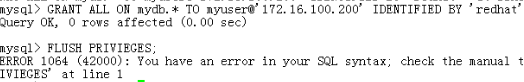 mysql> GRANT ALL ON mydb.* TO myuser@'172.16.100.200' IDENTIFIED BY 'redhat'
Query OK, 0 rows affected (0.00 sec)
mysql> FLUSH PRIVIEGES;
ERROR 1064 (42000): You have an error in your SQL syntax; check the manual t
IVIEGES' at line 1